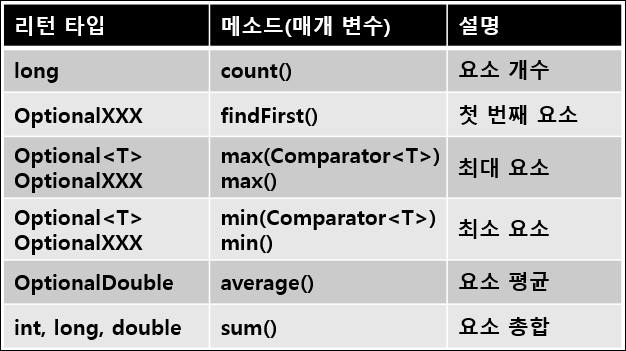 리턴 타입 메소드(매개 변수) 설명
long count() 요소 개수
OptionalXXX findFirst() 첫 번째 요소
Optional<T> max(Comparator<T>) 최대 요소
OptionalXXX max()
Optional<T> min(Comparator<T>) 최소 요소
OptionalXXX min()
OptionalDouble average() 요소 평균
int, long, double sum() 요소 총합